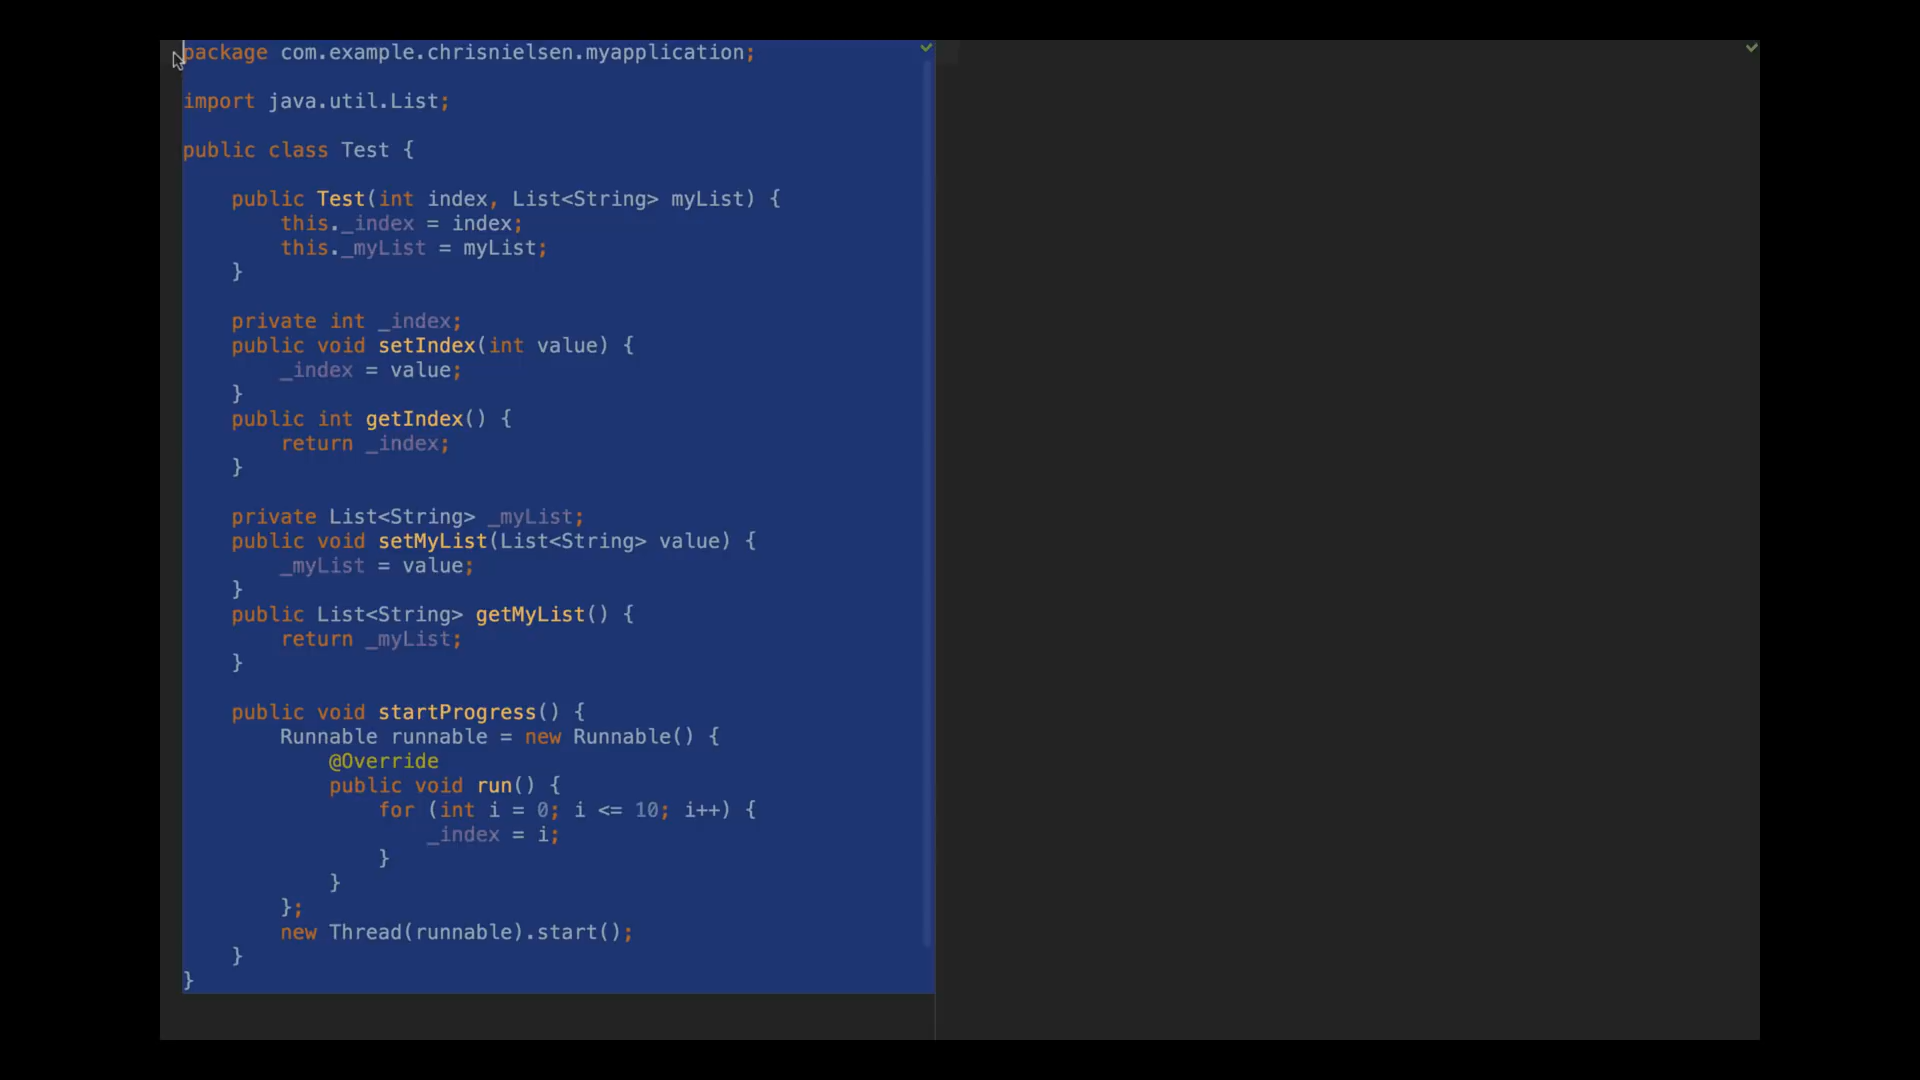 package com.example.chrisnielsen.myapplication;
import java.util.List;
public class Test {
public Test(int index, List<String> myList) {
this._index = index;
this._myList = myList;
}
private int _index;
public void setIndex(int value) {
_index = value;
}
public int getIndex() {
return _index;
}
private List<String> _myList;
public void setMyList(List<String> value) {
_myList = value;
}
public List<String> getMyList() {
return _myList;
}
public void startProgress() {
Runnable runnable = new Runnable() {
@Override
public void run() {
for (int i = 0; i <= 10; i++) {
_index = i;
}
}
};
new Thread(runnable).start();
}
}